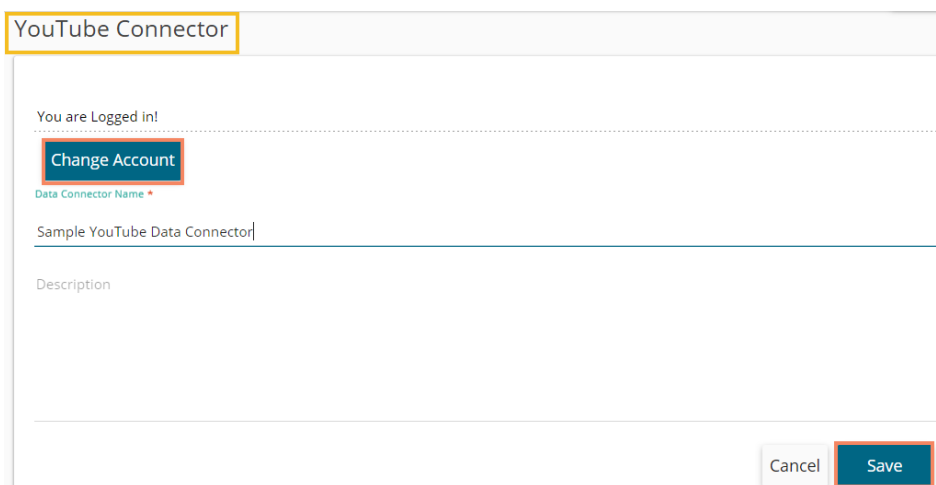 YouTube Connector
You are Logged in!
Change Account
Data Connector Name *
Sample YouTube Data Connector
Description
Cancel Save